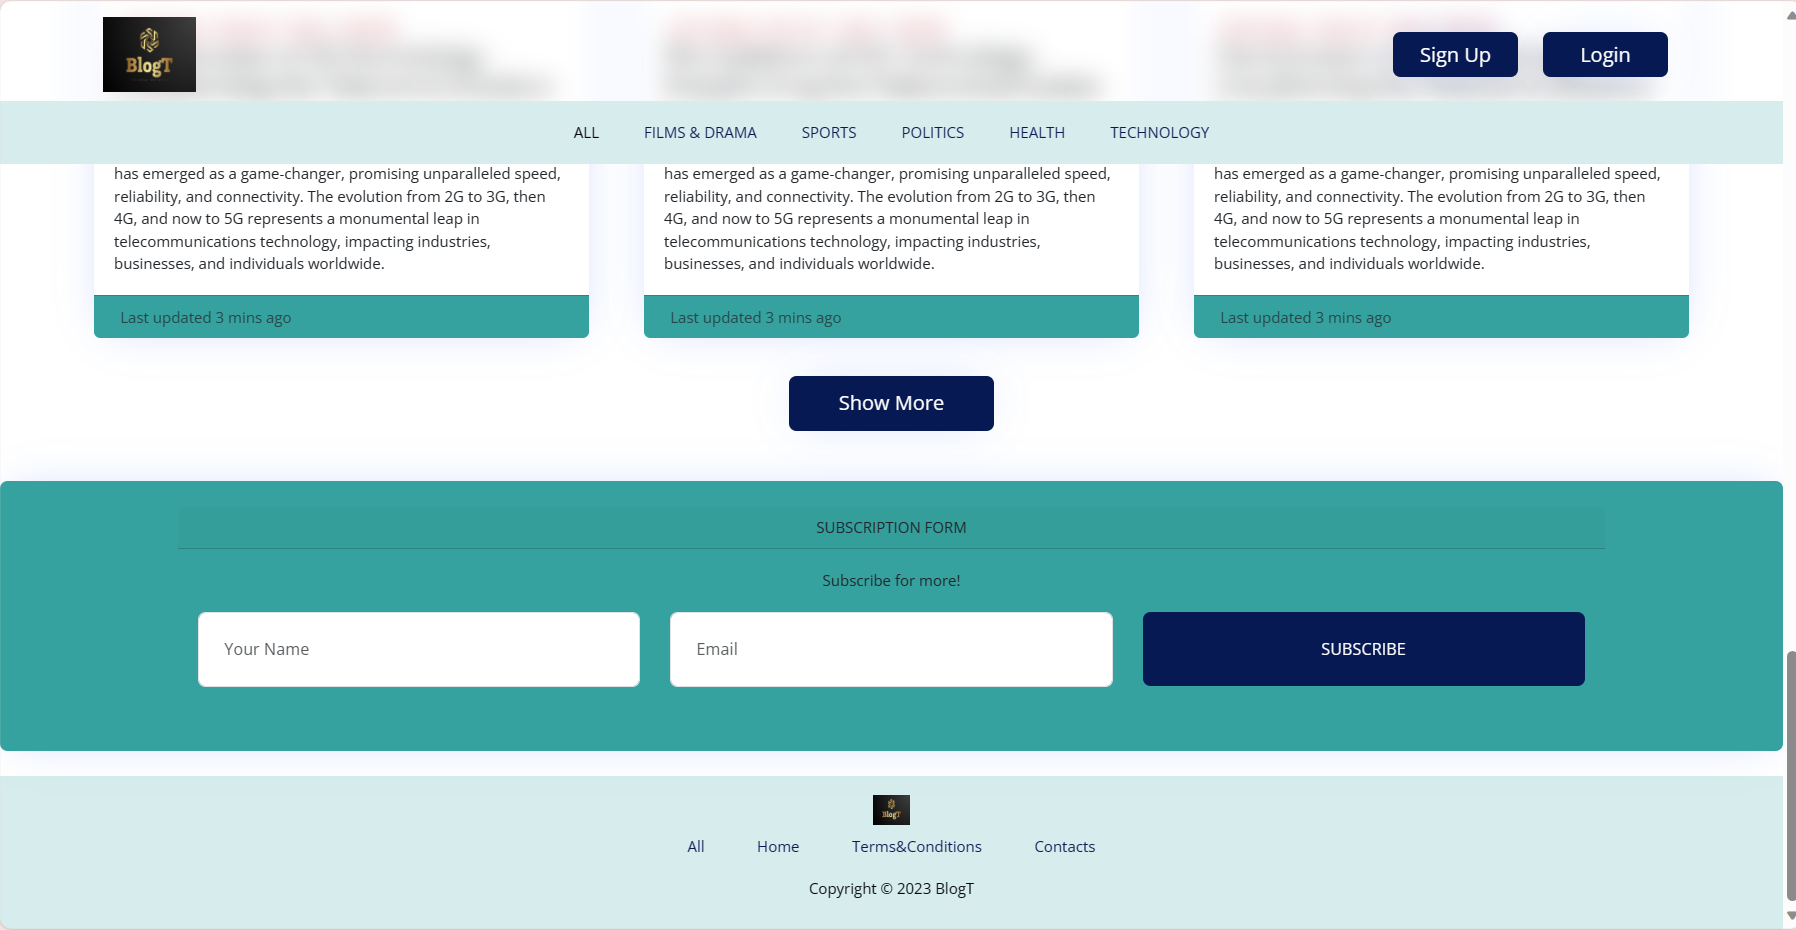 BlogT
Sign Up
Login
ALL FILMS & DRAMA SPORTS POLITICS HEALTH TECHNOLOGY
has emerged as a game-changer, promising unparalleled speed,
reliability, and connectivity. The evolution from 2G to 3G, then
4G, and now to 5G represents a monumental leap in
telecommunications technology, impacting industries,
businesses, and individuals worldwide.
Last updated 3 mins ago
has emerged as a game-changer, promising unparalleled speed,
reliability, and connectivity. The evolution from 2G to 3G, then
4G, and now to 5G represents a monumental leap in
telecommunications technology, impacting industries,
businesses, and individuals worldwide.
Last updated 3 mins ago
has emerged as a game-changer, promising unparalleled speed,
reliability, and connectivity. The evolution from 2G to 3G, then
4G, and now to 5G represents a monumental leap in
telecommunications technology, impacting industries,
businesses, and individuals worldwide.
Last updated 3 mins ago
Show More
SUBSCRIPTION FORM
Subscribe for more!
Your Name
Email
SUBSCRIBE
BlogT
All Home Terms&Conditions Contacts
Copyright © 2023 BlogT